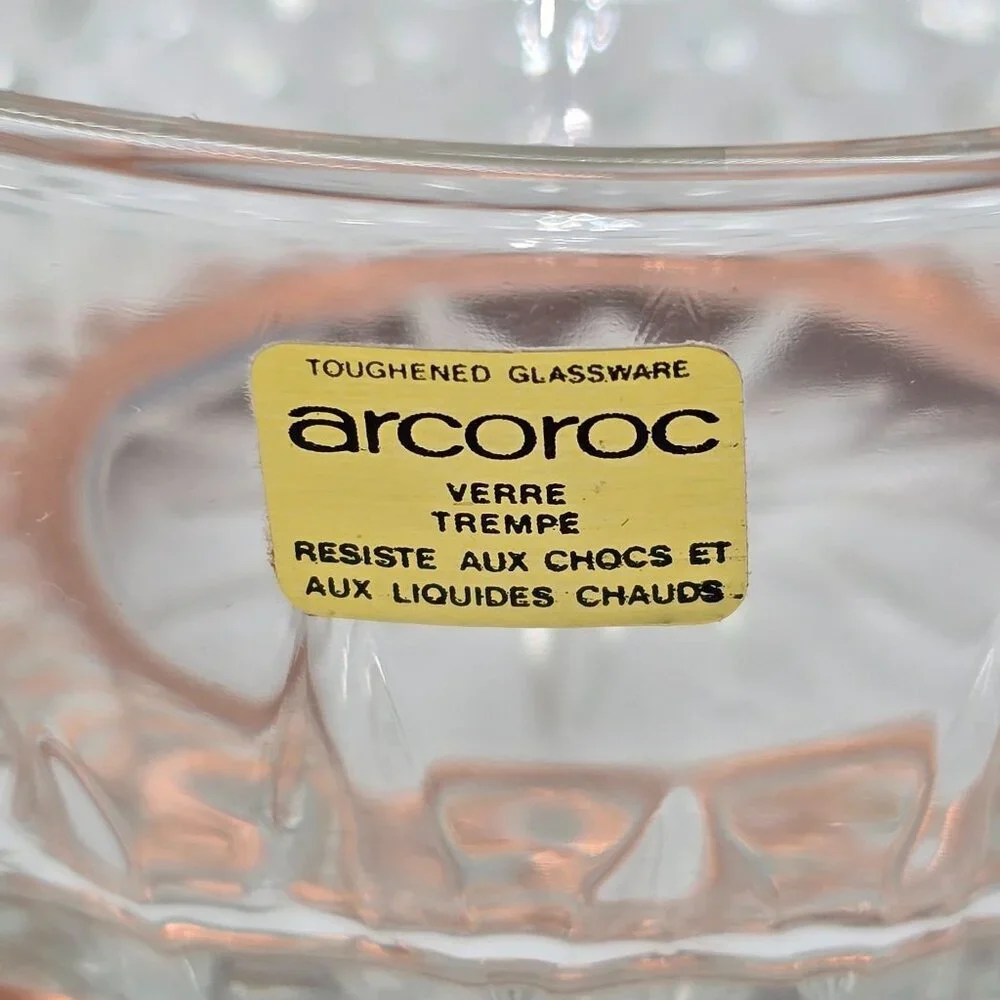 TOUGHENED GLASSWARE
arcoroc
VERRE
TREMPE
RESISTE AUX CHOCS ET
AUX LIQUIDES CHAUDS